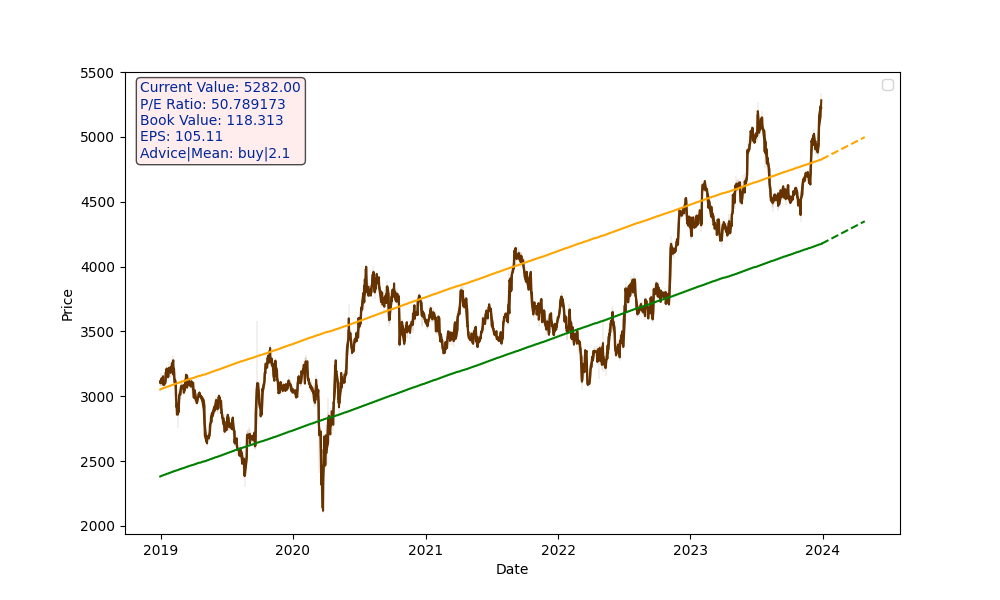 Current Value: 5282.00
P/E Ratio: 50.789173
Book Value: 118.313
EPS: 105.11
Advice|Mean: buy|2.1
5500
5000
4500
4000
3500
3000
2500
2000
Price
2019 2020 2021 2022 2023 2024
Date